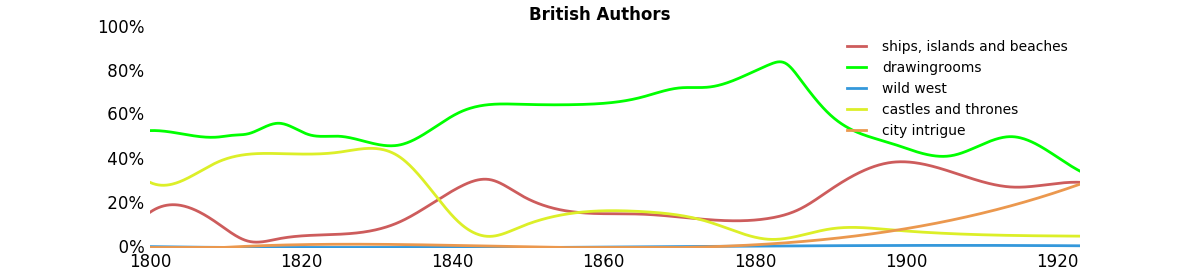 British Authors
100%
80%
60%
40%
20%
0%
ships, islands and beaches
drawingrooms
wild west
castles and thrones
city intrigue
1800 1820 1840 1860 1880 1900 1920